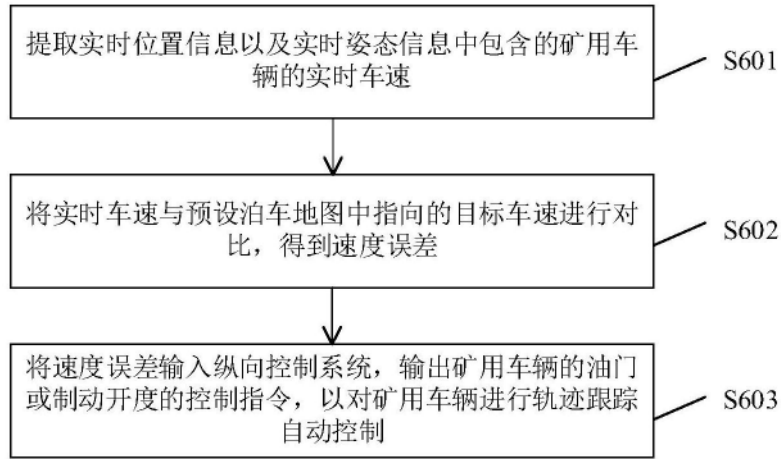 提取实时位置信息以及实时姿态信息中包含的矿用车
辆的实时车速
S601
将实时车速与预设泊车地图中指向的目标车速进行对
比，得到速度误差
S602
将速度误差输入纵向控制系统，输出矿用车辆的油门
或制动开度的控制指令，以对矿用车辆进行轨迹跟踪
自动控制
S603